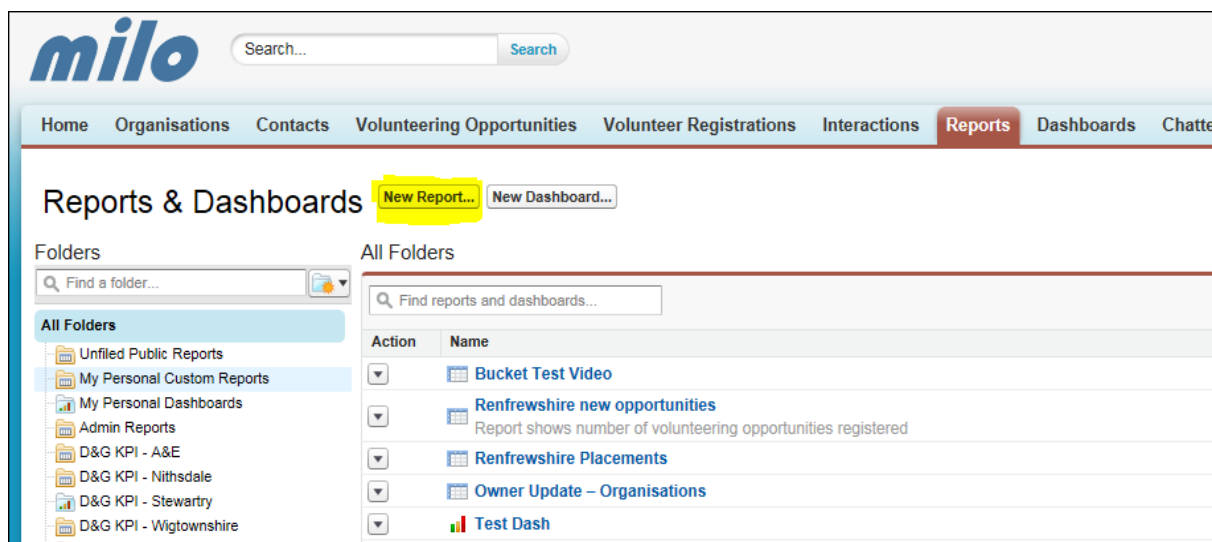 milo
Search... Search
Home Organisations Contacts Volunteering Opportunities Volunteer Registrations Interactions Reports Dashboards Chatte
Reports & Dashboards New Report... New Dashboard...
Folders
Find a folder...
All Folders
Unfiled Public Reports
My Personal Custom Reports
My Personal Dashboards
Admin Reports
D&G KPI - A&E
D&G KPI - Nithsdale
D&G KPI - Stewartry
D&G KPI - Wigtownshire
All Folders
Find reports and dashboards...
Action Name
Bucket Test Video
Renfrewshire new opportunities
Report shows number of volunteering opportunities registered
Renfrewshire Placements
Owner Update – Organisations
Test Dash